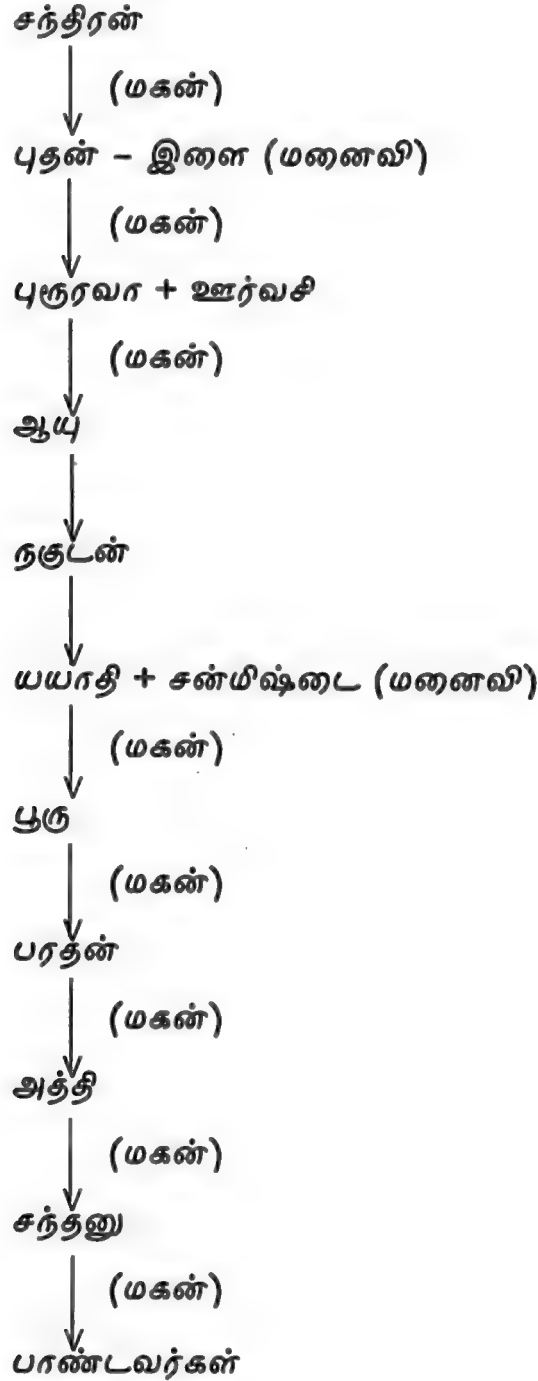 சந்திரன்
(மகன்)
புதன் – இளை (மனைவி)
(மகன்)
புரூரவா + ஊர்வசி
(மகன்)
ஆயு
நகுடன்
யயாதி + சன்மிஷ்டை (மனைவி)
(மகன்)
பூரு
(மகன்)
பரதன்
(மகன்)
அத்தி
(மகன்)
சந்தனு
(மகன்)
பாண்டவர்கள்